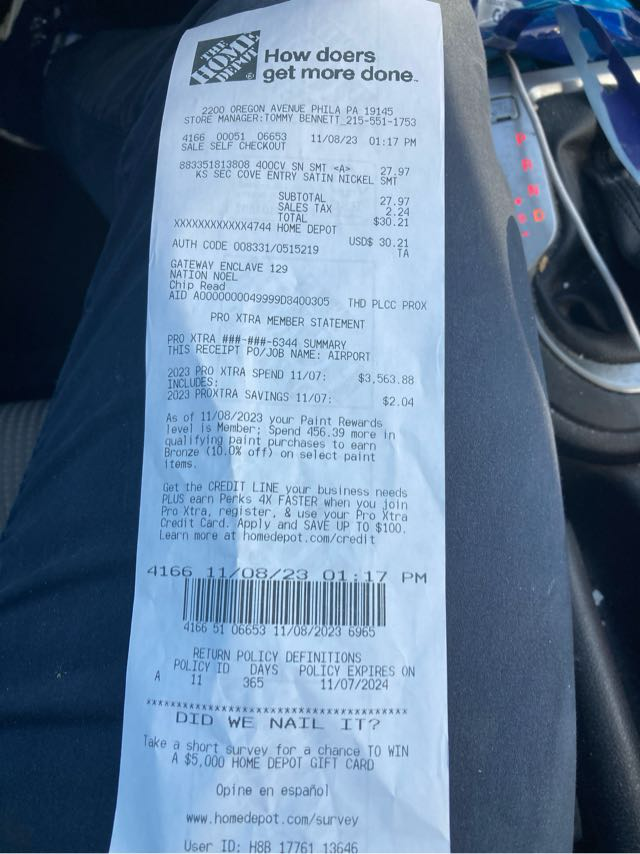 THE
HOME
DEPOT
How doers
get more done
2200 OREGON AVENUE PHILA PA 19145
STORE MANAGER:TOMMY BENNETT 215-551-1753
4166 00051 06653 11/08/23 01:17 PM
SALE SELF CHECKOUT
883351813808 400CV SN SMT <A> 27.97
KS SEC COVE ENTRY SATIN NICKEL SMT
SUBTOTAL 27.97
SALES TAX 2.24
TOTAL $30.21
XXXXXXXXXXXX4744 HOME DEPOT
USD$ 30.21
AUTH CODE 008331/0515219 TA
GATEWAY ENCLAVE 129
NATION NOEL
Chip Read
AID A0000000049999D8400305 THD PLCC PROX
PRO XTRA MEMBER STATEMENT
PRO XTRA ###-###-6344 SUMMARY
THIS RECEIPT PO/JOB NAME: AIRPORT
2023 PRO XTRA SPEND 11/07: $3,563.88
INCLUDES:
2023 PROXTRA SAVINGS 11/07: $2.04
As of 11/08/2023 your Paint Rewards
level is Member; Spend 456.39 more in
qualifying paint purchases to earn
Bronze (10.0% off) on select paint
items.
Get the CREDIT LINE your business needs
PLUS earn Perks 4X FASTER when you join
Pro Xtra, register, & use your Pro Xtra
Credit Card. Apply and SAVE UP TO $100.
Learn more at homedepot.com/credit
4166 11/08/23 01:17 PM
4166 51 06653 11/08/2023 6965
RETURN POLICY DEFINITIONS
POLICY ID DAYS POLICY EXPIRES ON
A 11 365 11/07/2024
****************************************
DID WE NAIL IT?
Take a short survey for a chance TO WIN
A $5,000 HOME DEPOT GIFT CARD
Opine en español
www.homedepot.com/survey
User ID: H8B 17761 13646
P
R
N
D